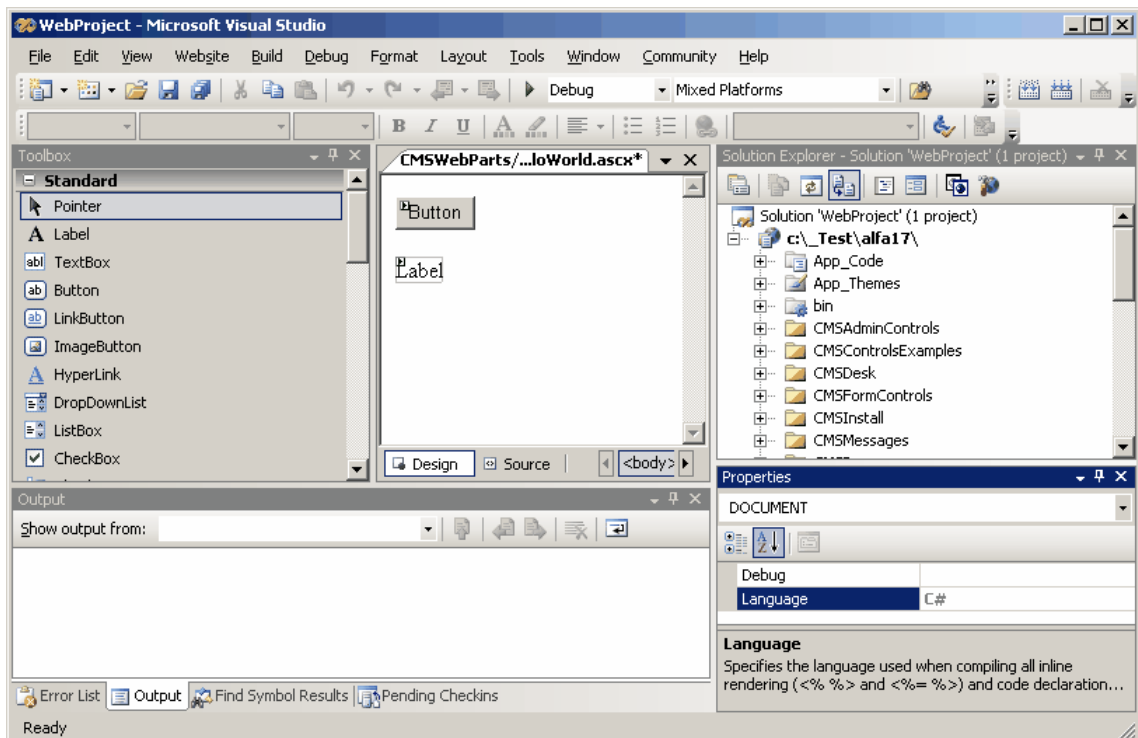 WebProject - Microsoft Visual Studio
File Edit View Website Build Debug Format Layout Tools Window Community Help
Debug Mixed Platforms
B I U A
Toolbox
Standard
Pointer
A Label
abl TextBox
ab Button
ab LinkButton
ImageButton
A HyperLink
DropDownList
ListBox
CheckBox
CMSWebParts/...loWorld.ascx*
Button
Label
Design Source <body>
Solution Explorer - Solution 'WebProject' (1 project)
Solution 'WebProject' (1 project)
c:\_Test\alfa17\
App_Code
App_Themes
bin
CMSAdminControls
CMSControlsExamples
CMSDesk
CMSFormControls
CMSInstall
CMSMessages
Output
Show output from:
Error List Output Find Symbol Results Pending Checkins
Properties
DOCUMENT
Debug
Language C#
Language
Specifies the language used when compiling all inline
rendering (<% %> and <%= %>) and code declaration...
Ready